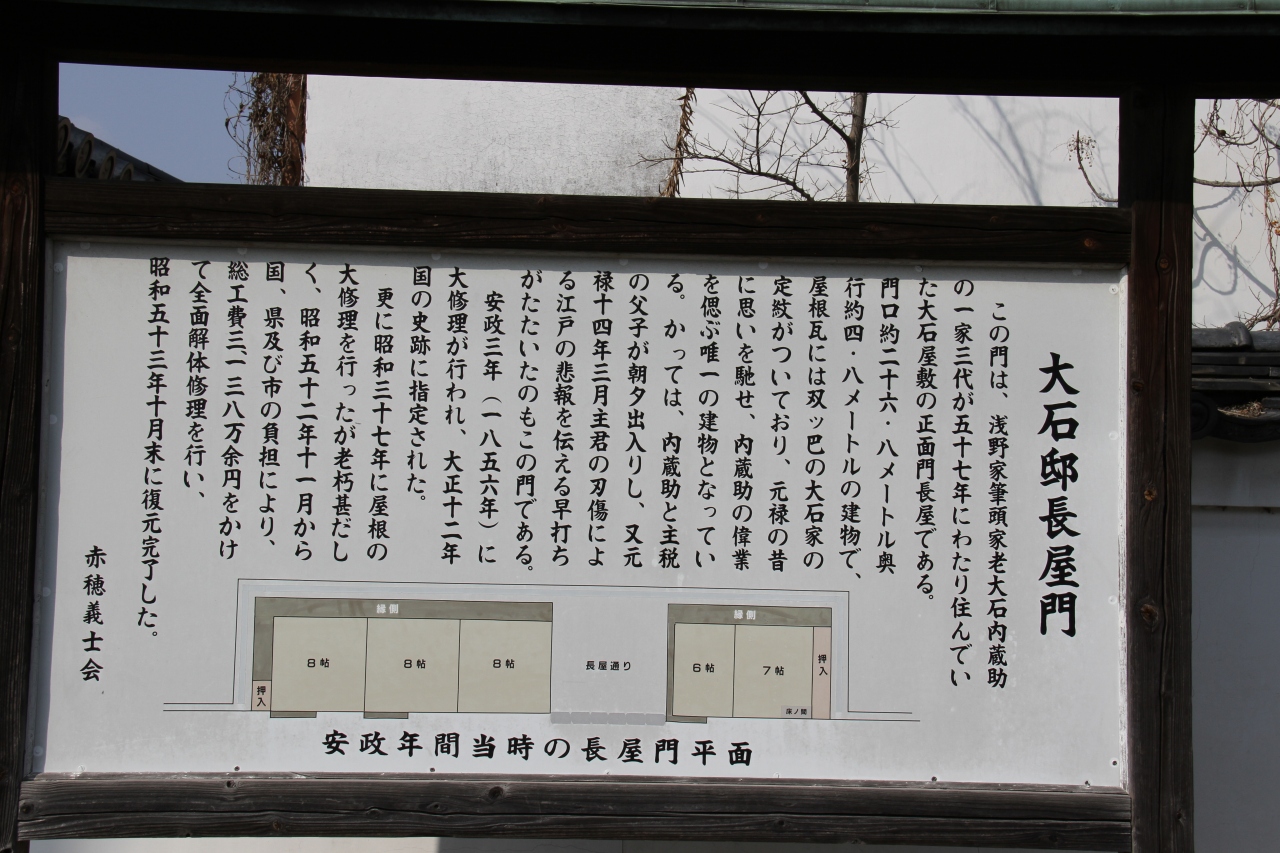 大石邸長屋門
この門は、浅野家筆頭家老大石内蔵助
の一家三代が五十七年にわたり住んでい
た大石屋敷の正面門長屋である。
門口約二十六・八メートル奥
行約四・八メートルの建物で、
屋根瓦には双ッ巴の大石家の
定紋がついており、元禄の昔
に思いを馳せ、内蔵助の偉業
を偲ぶ唯一の建物となってい
る。かっては、内蔵助と主税
の父子が朝夕出入りし、又元
禄十四年三月主君の刃傷によ
る江戸の悲報を伝える早打ち
がたたいたのもこの門である。
安政三年（一八五六年）に
大修理が行われ、大正十二年
国の史跡に指定された。
更に昭和三十七年に屋根の
大修理を行ったが老朽甚だし
く、昭和五十二年十一月から
国、県及び市の負担により、
総工費三、一三八万余円をかけ
て全面解体修理を行い、
昭和五十三年十月末に復元完了した。
赤穂義士会
縁側
8帖
8帖
8帖
押入
長屋通り
縁側
6帖
7帖
押入
床ノ間
安政年間当時の長屋門平面